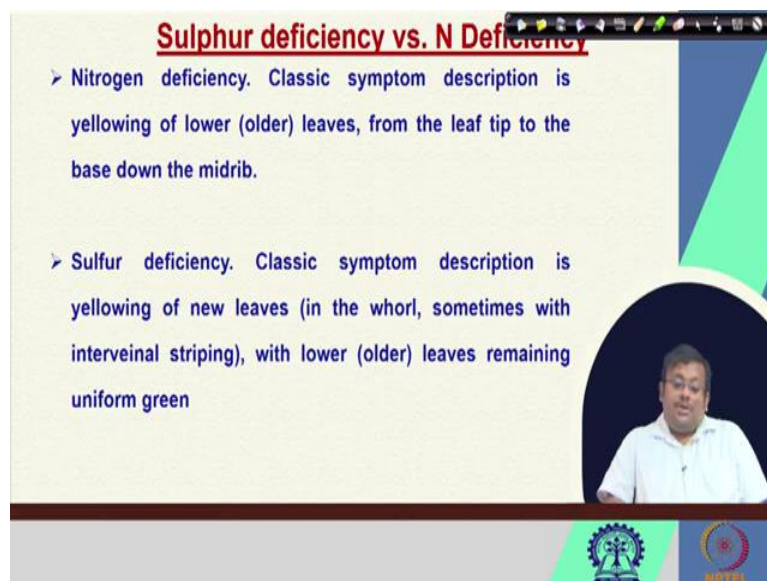 Sulphur deficiency vs. N Deficiency
➢ Nitrogen deficiency. Classic symptom description is
yellowing of lower (older) leaves, from the leaf tip to the
base down the midrib.
➢ Sulfur deficiency. Classic symptom description is
yellowing of new leaves (in the whorl, sometimes with
interveinal striping), with lower (older) leaves remaining
uniform green
NPTEL